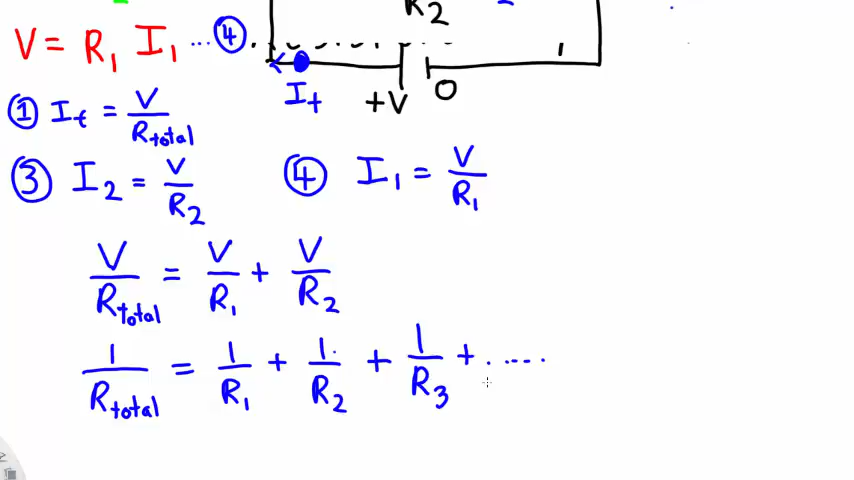 R2
V = R1 I1 ... ④
It
+V
0
① It = V/Rtotal
③ I2 = V/R2
④ I1 = V/R1
V/Rtotal = V/R1 + V/R2
1/Rtotal = 1/R1 + 1/R2 + 1/R3 + .....